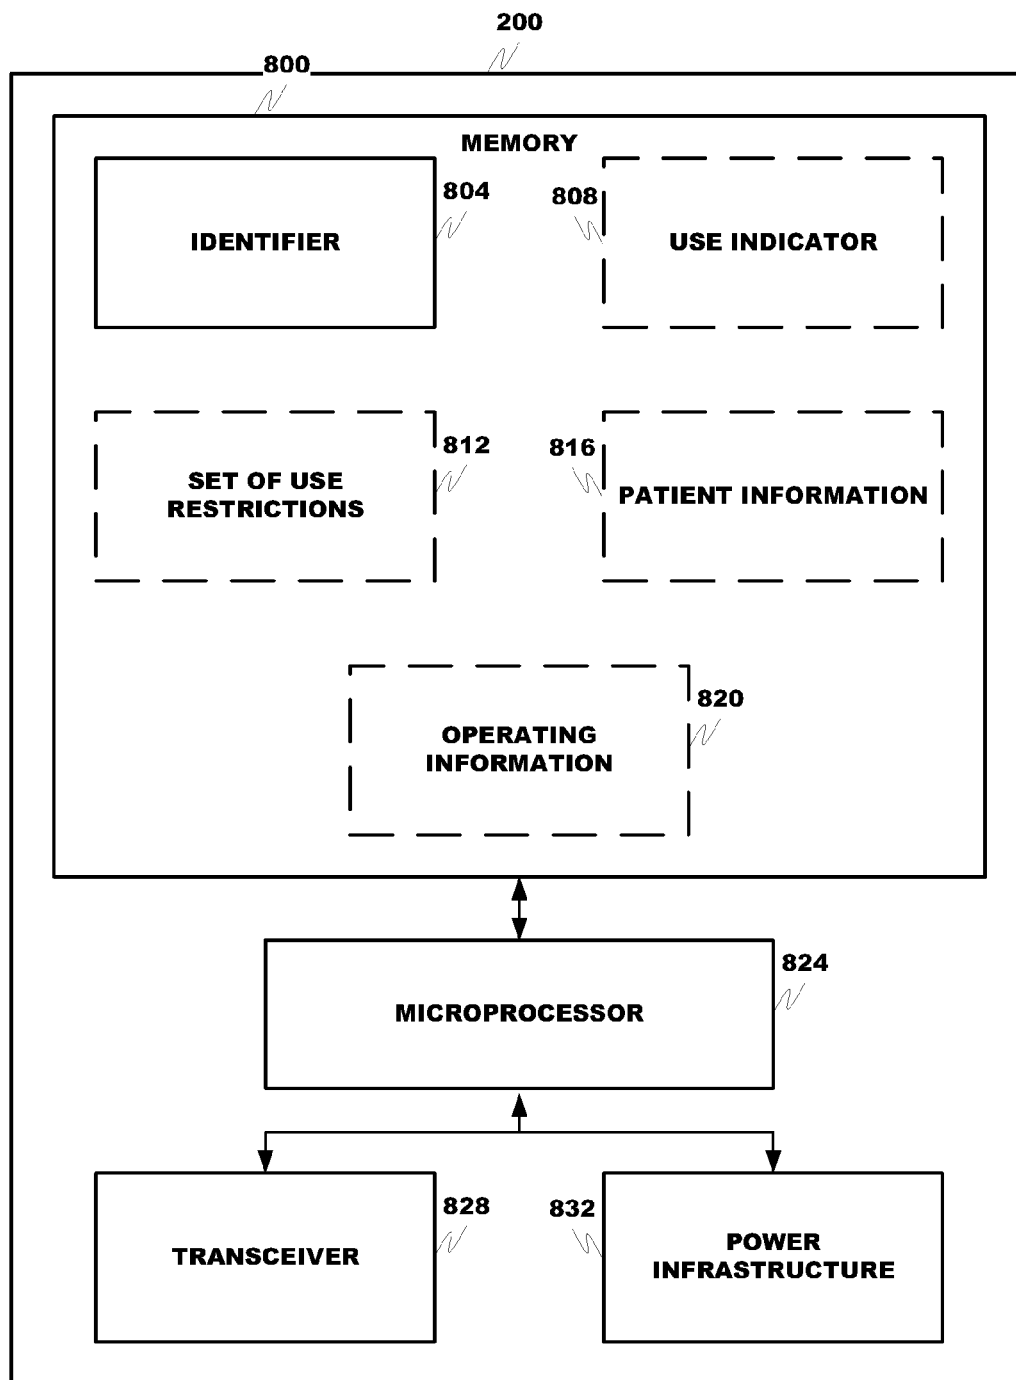 200
800
MEMORY
IDENTIFIER
804
808
USE INDICATOR
SET OF USE
RESTRICTIONS
812
816
PATIENT INFORMATION
OPERATING
INFORMATION
820
MICROPROCESSOR
824
TRANSCEIVER
828
832
POWER
INFRASTRUCTURE